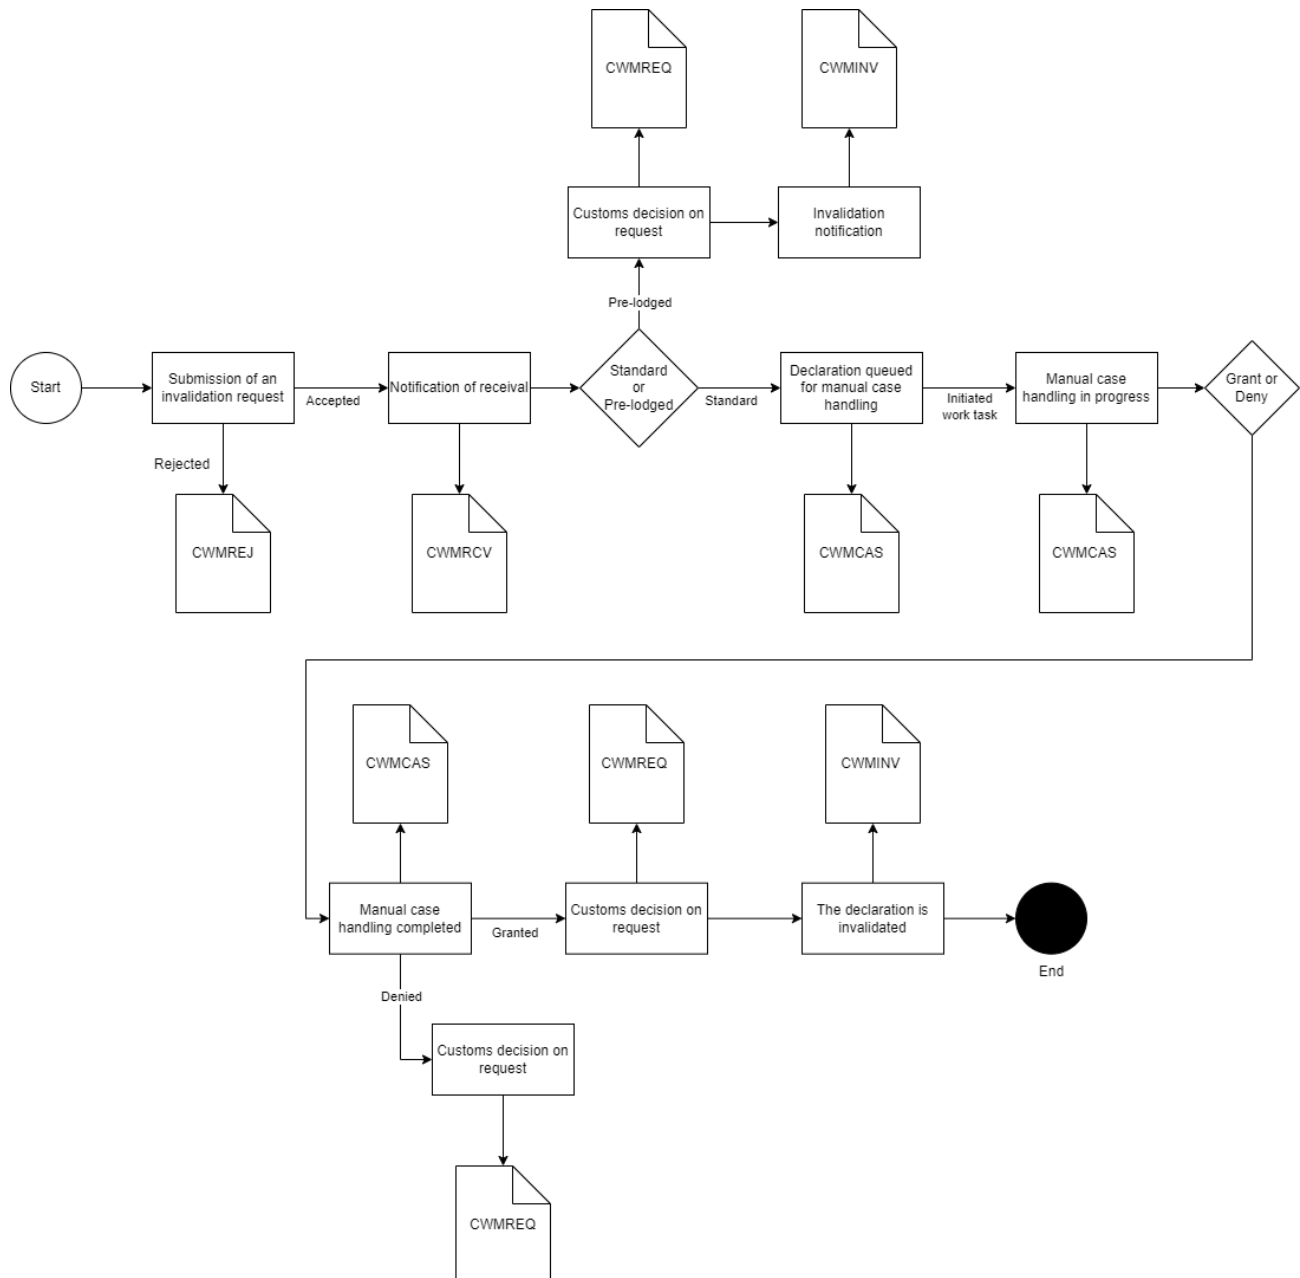 CWMREQ
CWMINV
Customs decision on
request
Invalidation
notification
Pre-lodged
Start
Submission of an
invalidation request
Accepted
Notification of receival
Standard
or
Pre-lodged
Standard
Declaration queued
for manual case
handling
Initiated
work task
Manual case
handling in progress
Grant or
Deny
Rejected
CWMREJ
CWMRCV
CWMCAS
CWMCAS
CWMCAS
CWMREQ
CWMINV
Manual case
handling completed
Granted
Customs decision on
request
The declaration is
invalidated
End
Denied
Customs decision on
request
CWMREQ